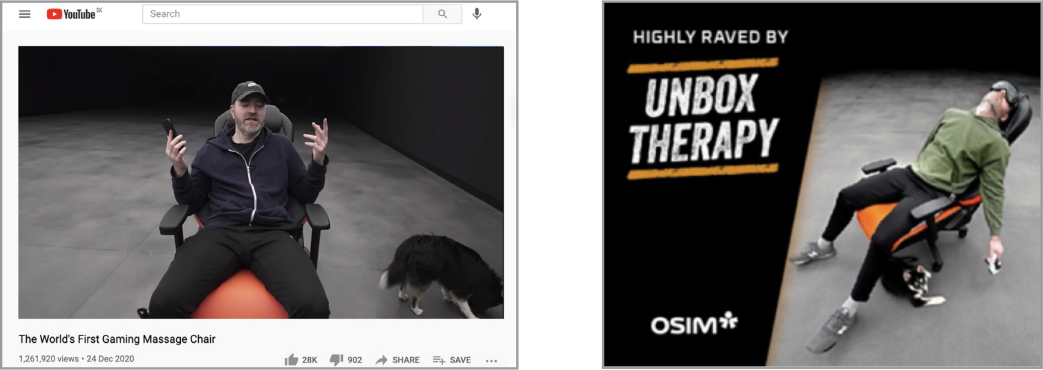 YouTube SK
Search
The World's First Gaming Massage Chair
1,261,920 views • 24 Dec 2020
28K
902
SHARE
SAVE
HIGHLY RAVED BY
UNBOX
THERAPY
OSIM